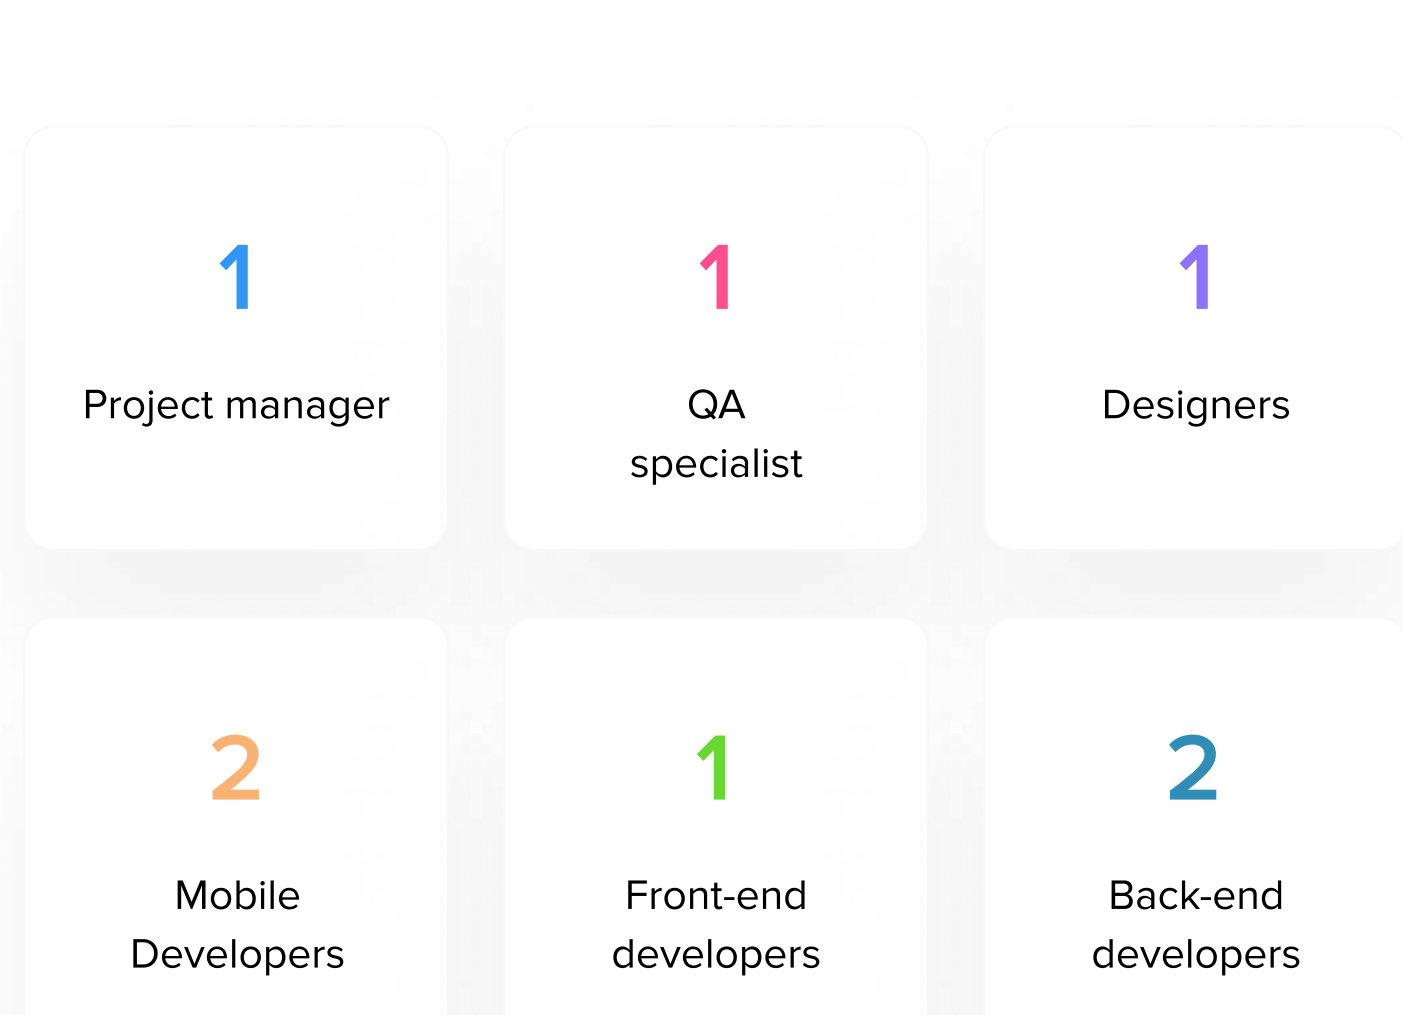 1
Project manager
1
QA
specialist
1
Designers
2
Mobile
Developers
1
Front-end
developers
2
Back-end
developers